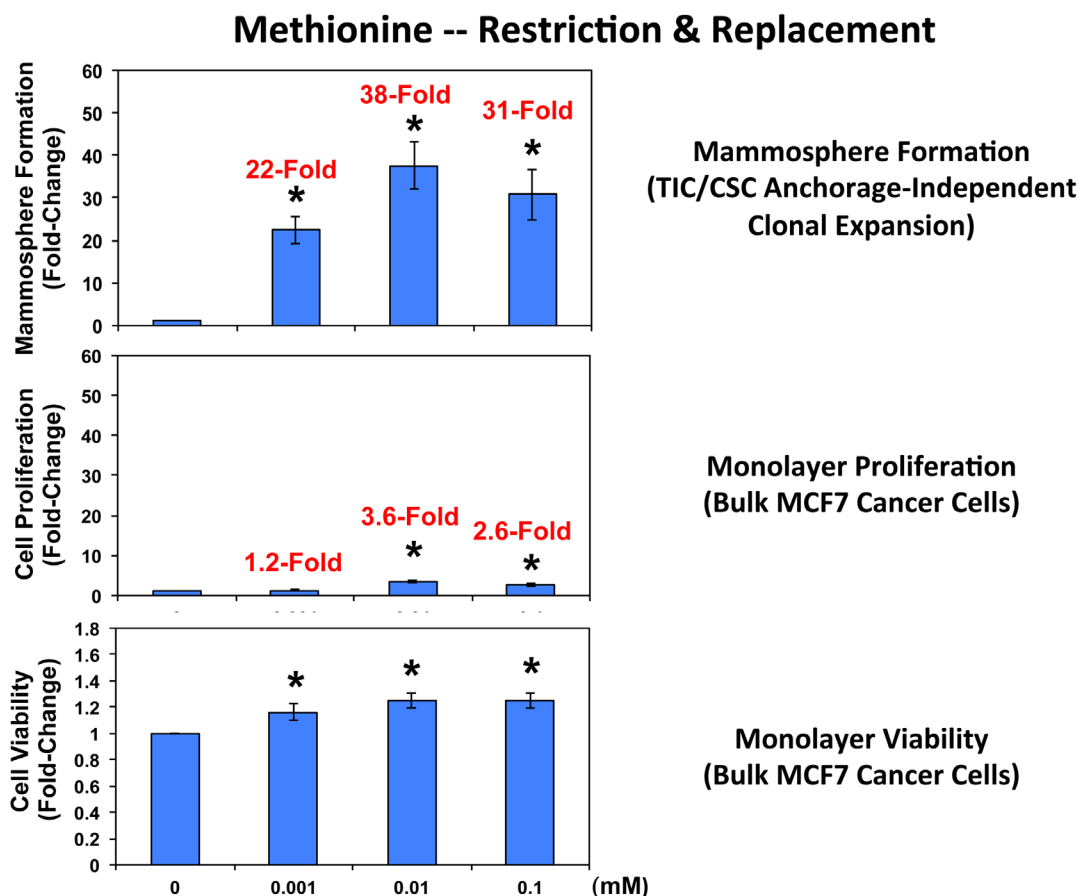 Methionine -- Restriction & Replacement
Mammosphere Formation
(Fold-Change)
60
50
40
30
20
10
0
22-Fold
*
38-Fold
*
31-Fold
*
Mammosphere Formation
(TIC/CSC Anchorage-Independent
Clonal Expansion)
Cell Proliferation
(Fold-Change)
60
50
40
30
20
10
0
1.2-Fold
3.6-Fold
*
2.6-Fold
*
Monolayer Proliferation
(Bulk MCF7 Cancer Cells)
Cell Viability
(Fold-Change)
1.8
1.6
1.4
1.2
1
0.8
0.6
0.4
0.2
0
*
*
*
Monolayer Viability
(Bulk MCF7 Cancer Cells)
0 0.001 0.01 0.1 (mM)